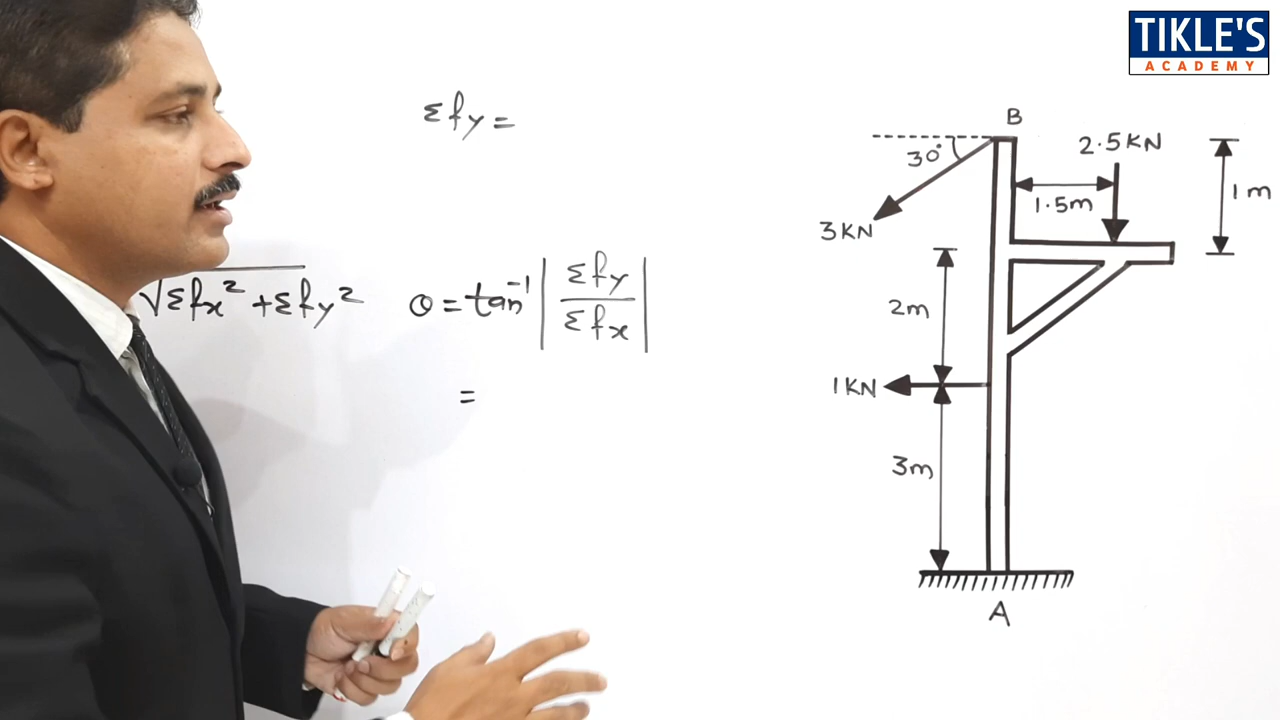 TIKLE'S
ACADEMY
Σfy =
√Σfx² + Σfy²
θ = tan⁻¹ | Σfy / Σfx |
=
B
30°
2.5KN
1m
1.5m
3KN
2m
1KN
3m
A